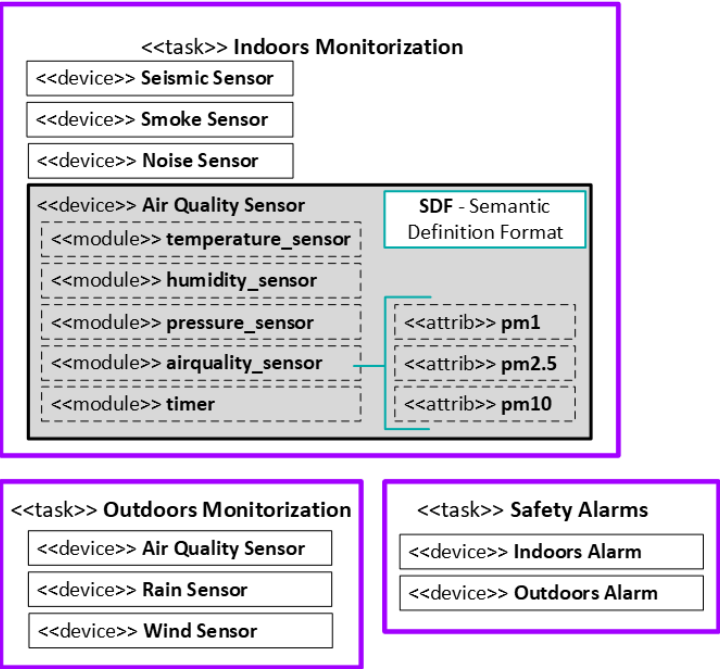 <<task>> Indoors Monitorization
<<device>> Seismic Sensor
<<device>> Smoke Sensor
<<device>> Noise Sensor
<<device>> Air Quality Sensor
SDF - Semantic
Definition Format
<<module>> temperature_sensor
<<module>> humidity_sensor
<<module>> pressure_sensor
<<attrib>> pm1
<<module>> airquality_sensor
<<attrib>> pm2.5
<<module>> timer
<<attrib>> pm10
<<task>> Outdoors Monitorization
<<device>> Air Quality Sensor
<<device>> Rain Sensor
<<device>> Wind Sensor
<<task>> Safety Alarms
<<device>> Indoors Alarm
<<device>> Outdoors Alarm